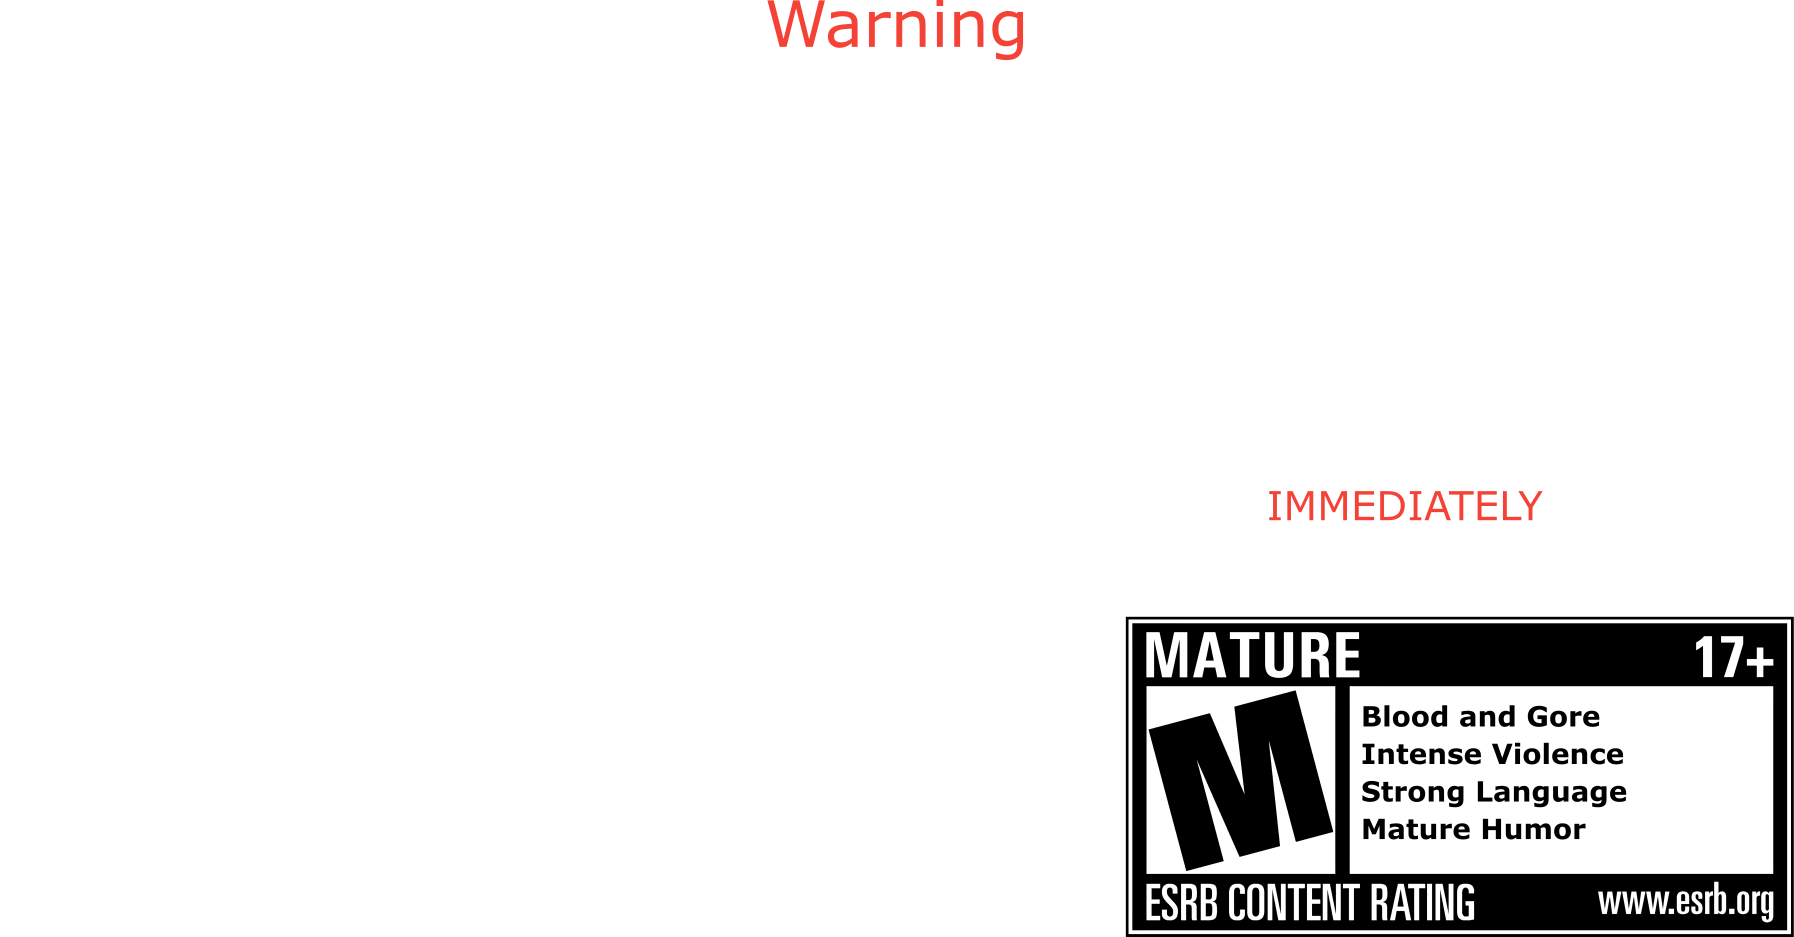 Warning
IMMEDIATELY
MATURE 17+
M
Blood and Gore
Intense Violence
Strong Language
Mature Humor
ESRB CONTENT RATING www.esrb.org